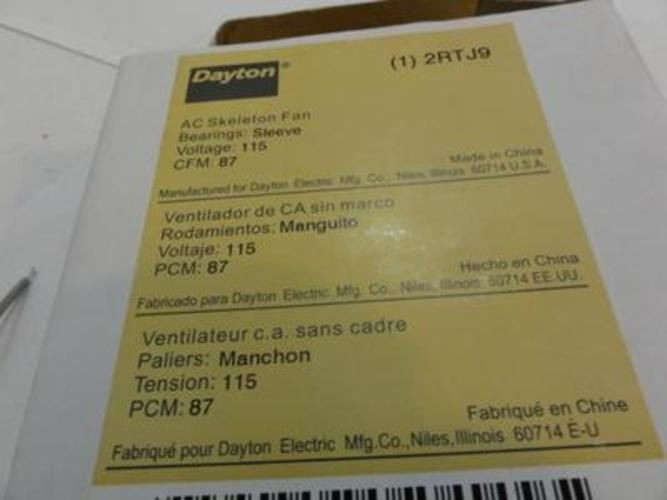 Dayton®
(1) 2RTJ9
AC Skeleton Fan
Bearings: Sleeve
Voltage: 115
CFM: 87
Made in China
Manufactured for Dayton Electric Mfg. Co., Niles, Illinois 60714 U.S.A.
Ventilador de CA sin marco
Rodamientos: Manguito
Voltaje: 115
PCM: 87
Hecho en China
Fabricado para Dayton Electric Mfg. Co., Niles, Illinois 60714 EE.UU.
Ventilateur c.a. sans cadre
Paliers: Manchon
Tension: 115
PCM: 87
Fabriqué en Chine
Fabriqué pour Dayton Electric Mfg.Co.,Niles,Illinois 60714 É-U